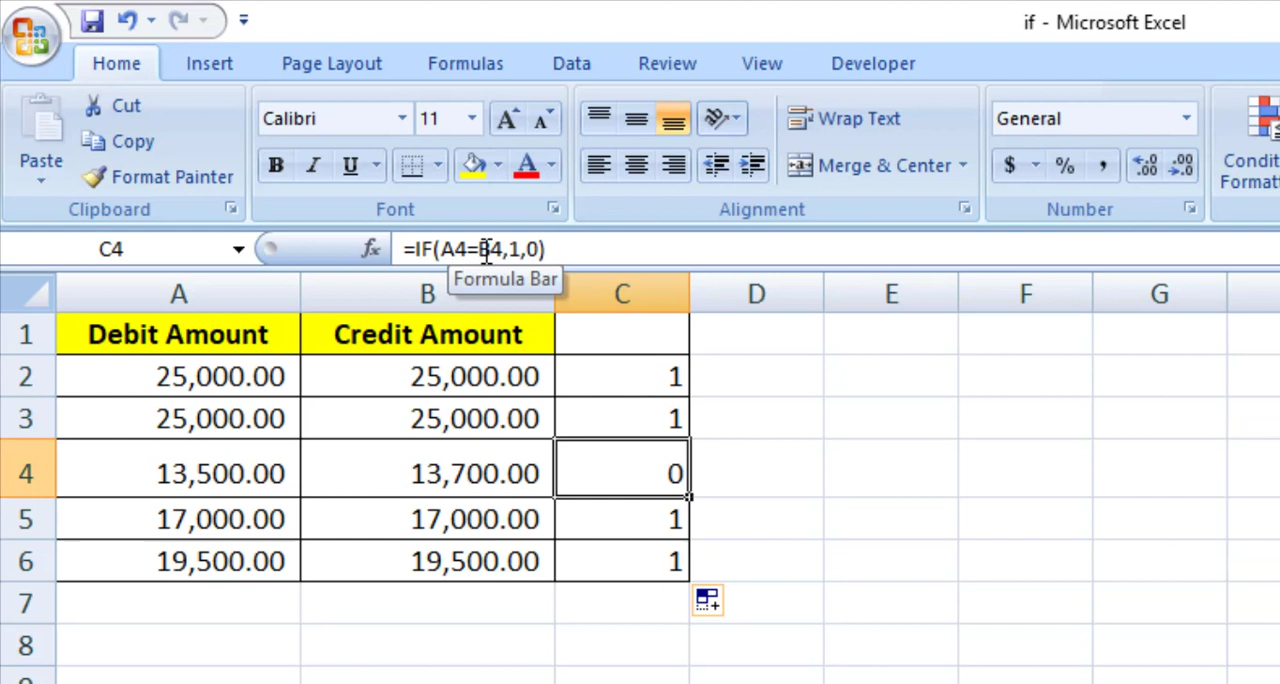 if - Microsoft Excel
Home Insert Page Layout Formulas Data Review View Developer
Paste
Cut
Copy
Format Painter
Clipboard
Calibri 11 A A
B I U A
Font
Wrap Text
Merge & Center
Alignment
General
$ % , .00 .0
Number
Condit
Formatt
C4 fx =IF(A4=B4,1,0)
Formula Bar
A B C D E F G
1 Debit Amount Credit Amount
2 25,000.00 25,000.00 1
3 25,000.00 25,000.00 1
4 13,500.00 13,700.00 0
5 17,000.00 17,000.00 1
6 19,500.00 19,500.00 1
7
8